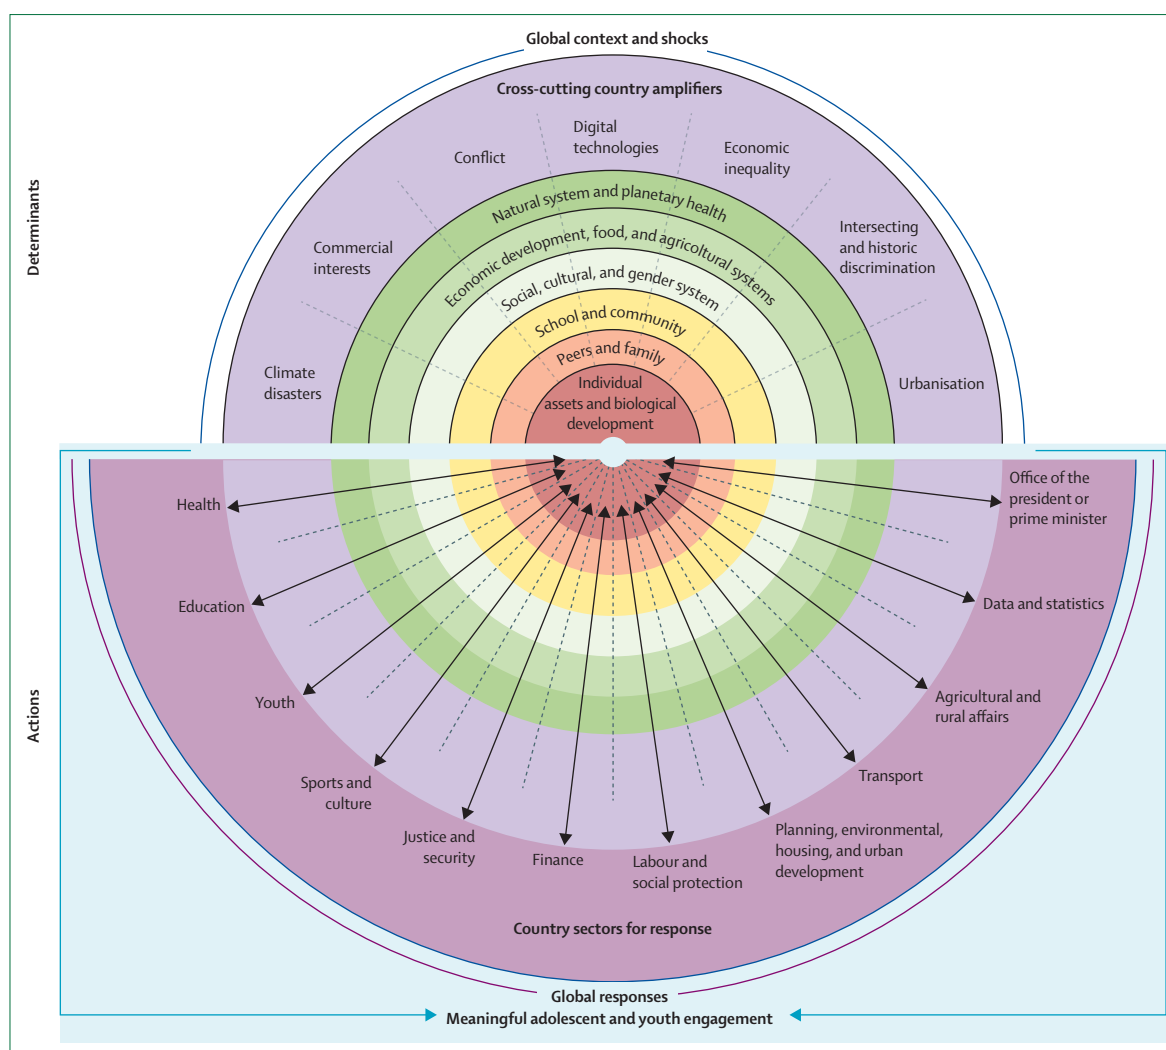 Global context and shocks
Cross-cutting country amplifiers
Determinants
Climate
disasters
Commercial
interests
Conflict
Digital
technologies
Economic
inequality
Intersecting
and historic
discrimination
Urbanisation
Natural system and planetary health
Economic development, food, and agricoltural systems
Social, cultural, and gender system
School and community
Peers and family
Individual
assets and biological
development
Actions
Health
Education
Youth
Sports and
culture
Justice and
security
Finance
Labour and
social protection
Planning, environmental,
housing, and urban
development
Transport
Agricultural and
rural affairs
Data and statistics
Office of the
president or
prime minister
Country sectors for response
Global responses
Meaningful adolescent and youth engagement